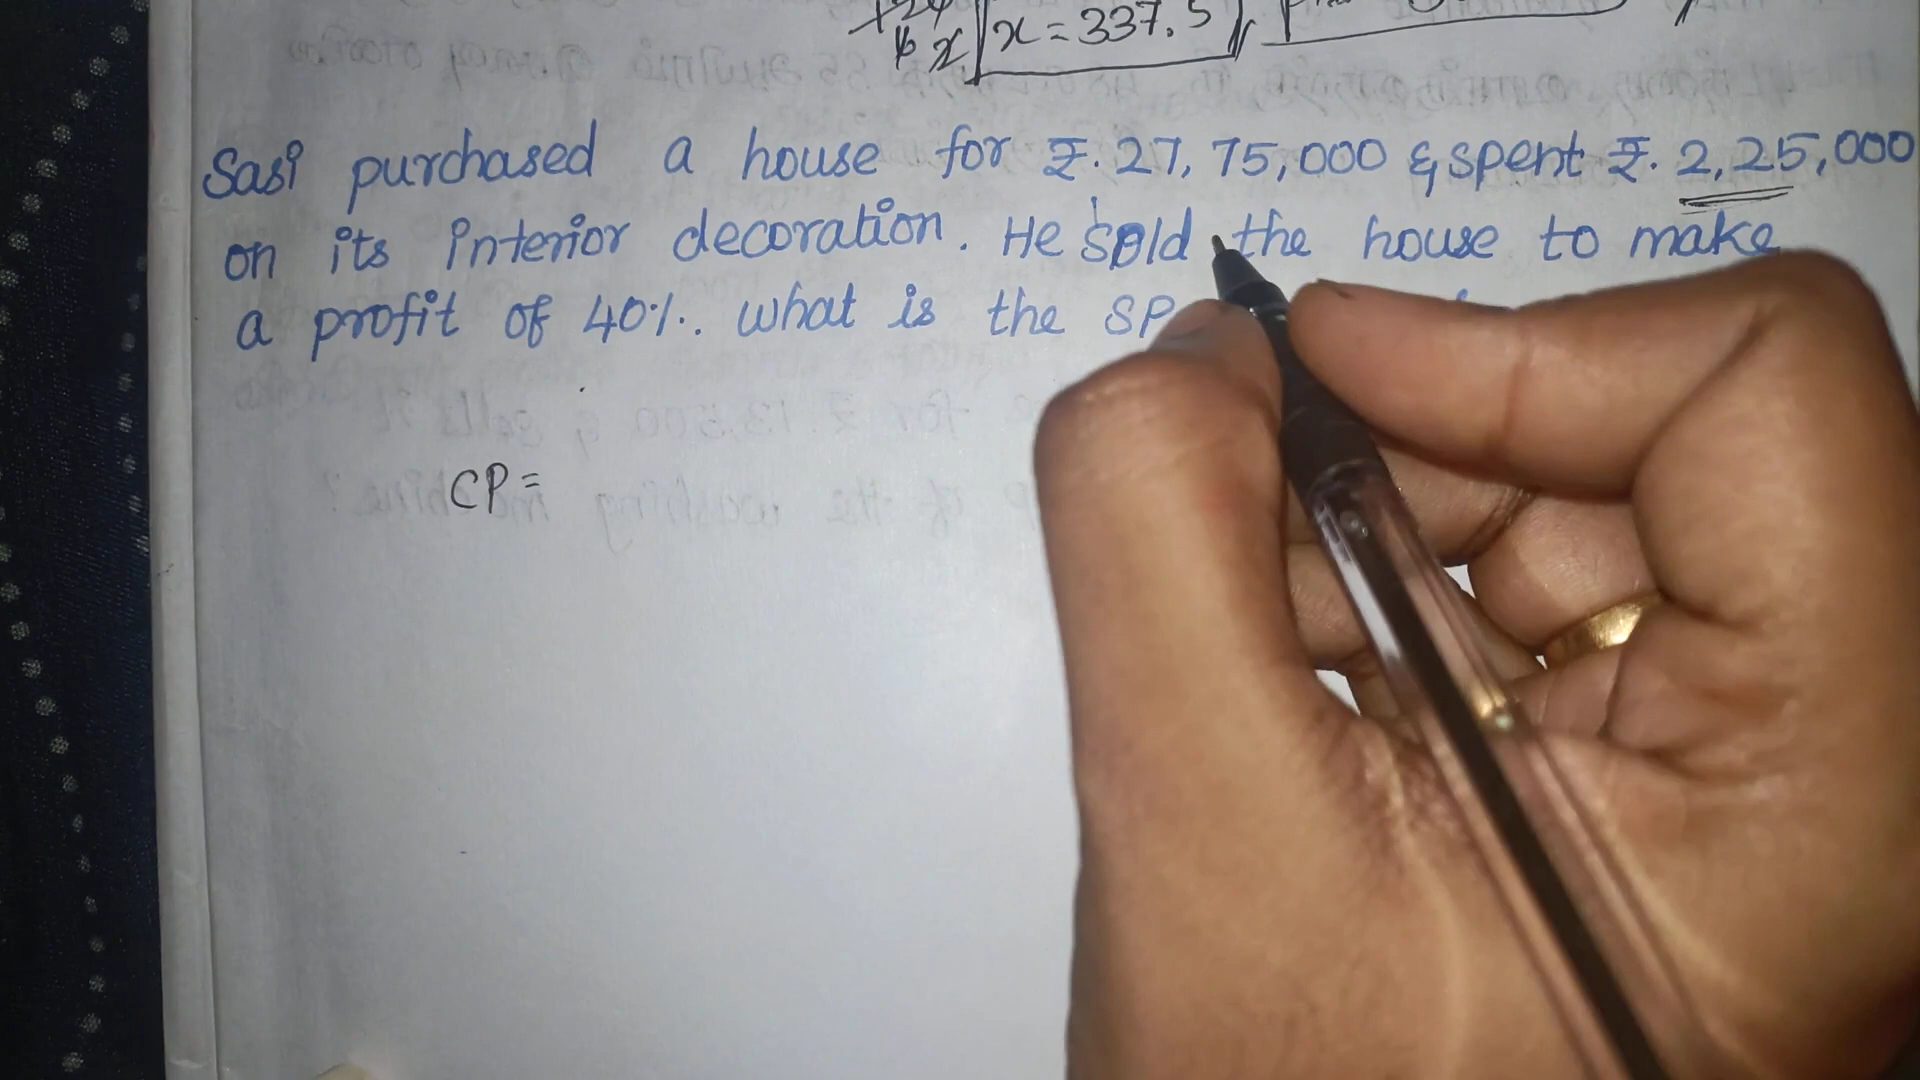 x x = 337.5
Sasi purchased a house for ₹. 27,75,000 & spent ₹. 2,25,000
on its interior decoration. He sold the house to make
a profit of 40%. what is the SP
CP=